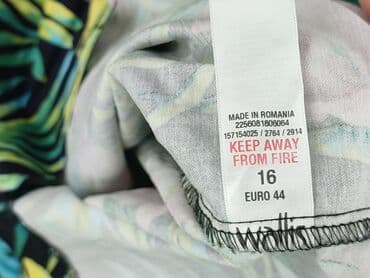 MADE IN ROMANIA
2256081806064
157154025 / 2764 / 2914
KEEP AWAY
FROM FIRE
16
EURO 44
wallis